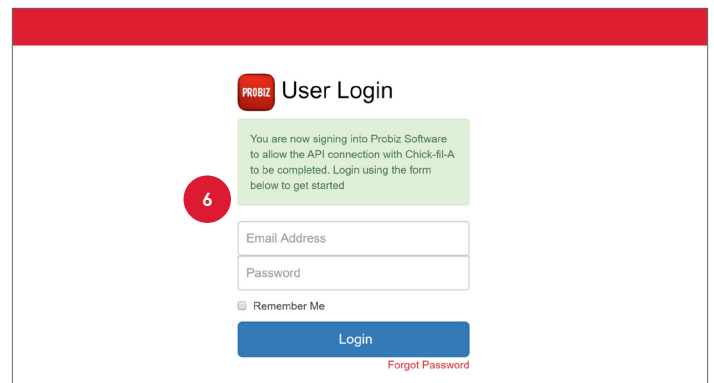 PROBIZ User Login
You are now signing into Probiz Software
to allow the API connection with Chick-fil-A
to be completed. Login using the form
below to get started
6
Email Address
Password
Remember Me
Login
Forgot Password